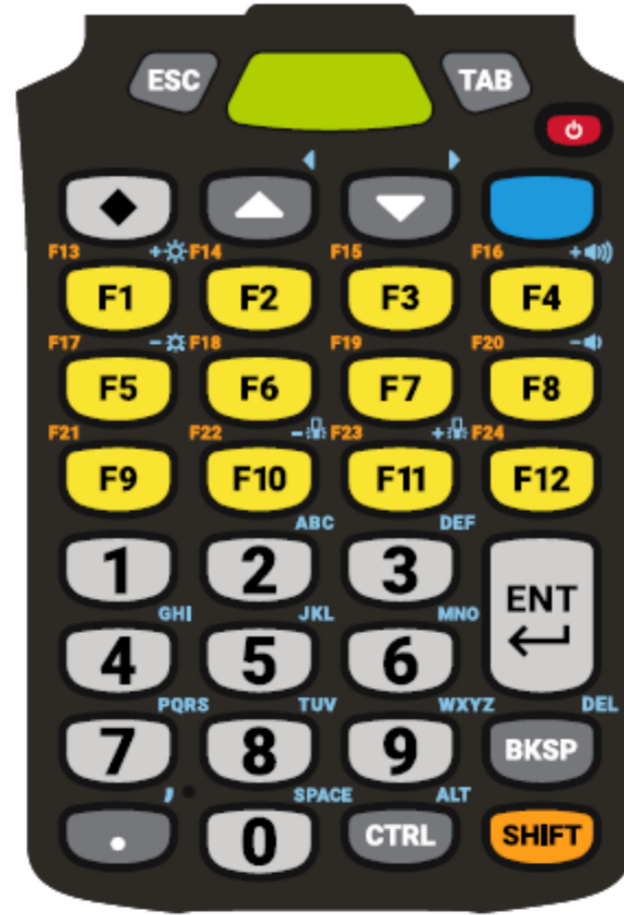 ESC TAB
F13 + F14 F15 F16 +
F1 F2 F3 F4
F17 - F18 F19 F20 -
F5 F6 F7 F8
F21 F22 - F23 + F24
F9 F10 F11 F12
ABC DEF
1 2 3 ENT
GHI JKL MNO
4 5 6
PQRS TUV WXYZ DEL
7 8 9 BKSP
, SPACE ALT
. 0 CTRL SHIFT